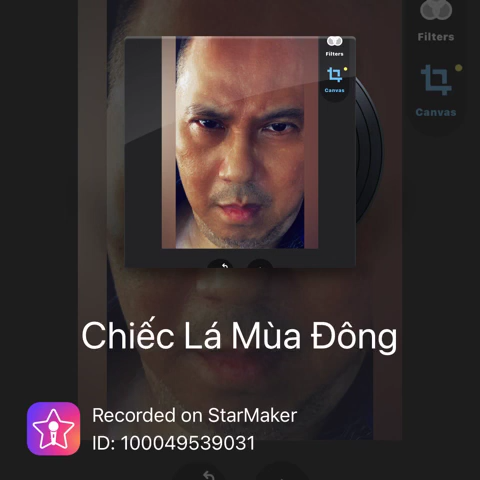 Filters
Canvas
Filters
Canvas
Chiếc Lá Mùa Đông
Recorded on StarMaker
ID: 100049539031